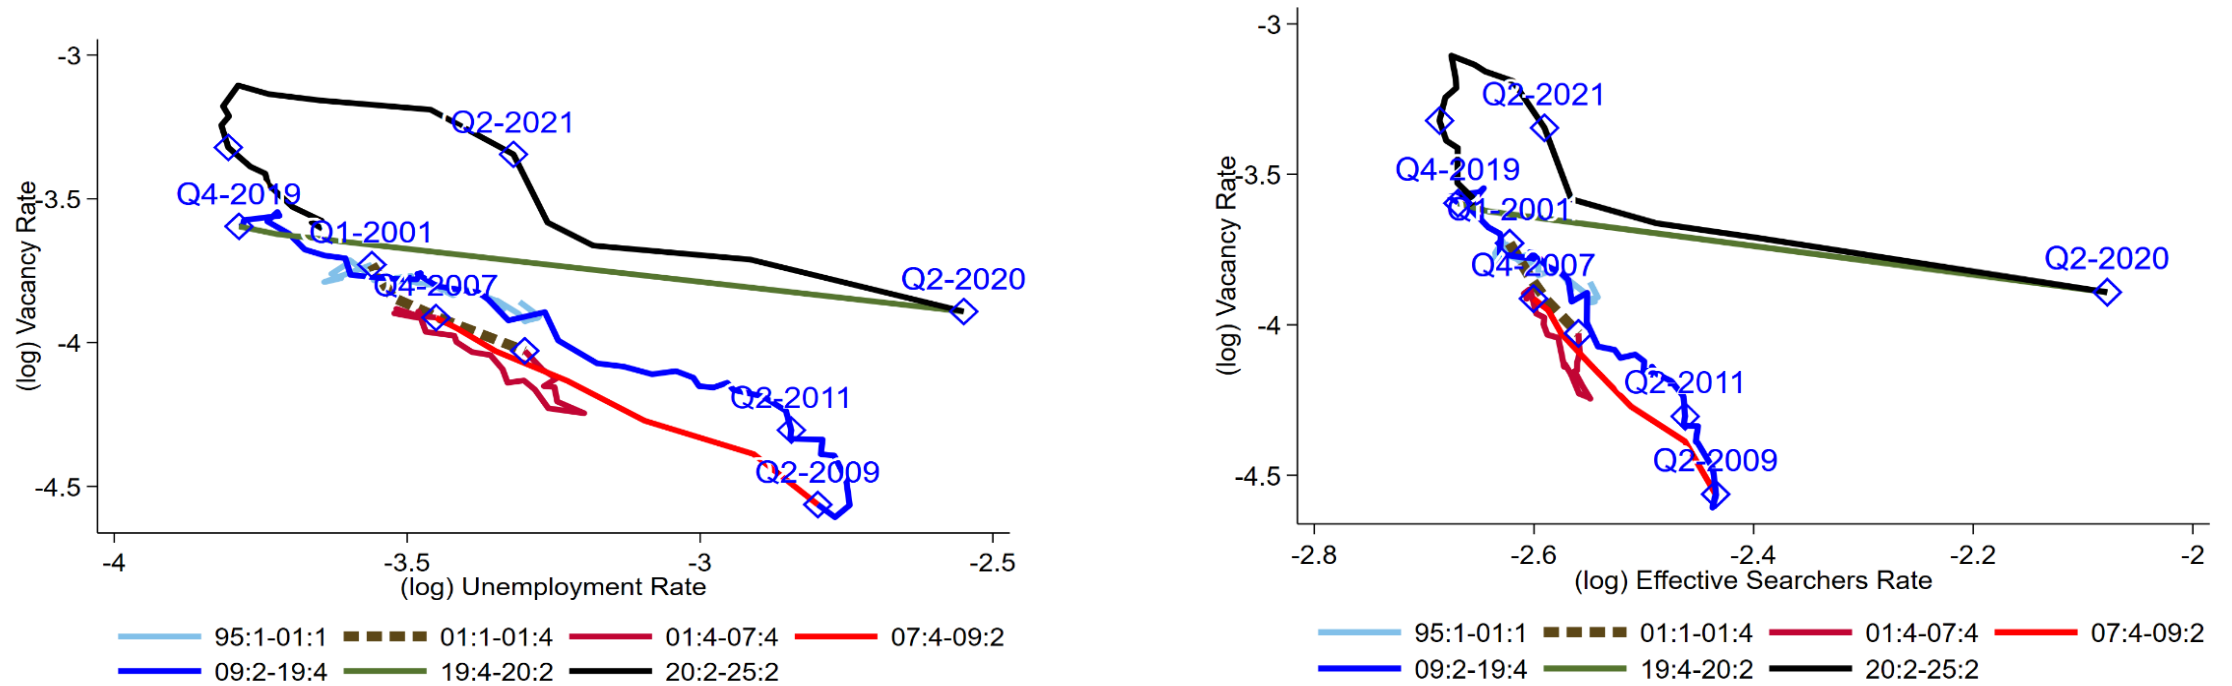 -3
-3.5
-4
-4.5
(log) Vacancy Rate
Q2-2021
Q4-2019
Q1-2001
Q4-2007
Q2-2020
Q2-2011
Q2-2009
-4
-3.5
-3
-2.5
(log) Unemployment Rate
95:1-01:1
01:1-01:4
01:4-07:4
07:4-09:2
09:2-19:4
19:4-20:2
20:2-25:2
-3
-3.5
-4
-4.5
(log) Vacancy Rate
Q2-2021
Q4-2019
Q1-2001
Q4-2007
Q2-2020
Q2-2011
Q2-2009
-2.8
-2.6
-2.4
-2.2
-2
(log) Effective Searchers Rate
95:1-01:1
01:1-01:4
01:4-07:4
07:4-09:2
09:2-19:4
19:4-20:2
20:2-25:2